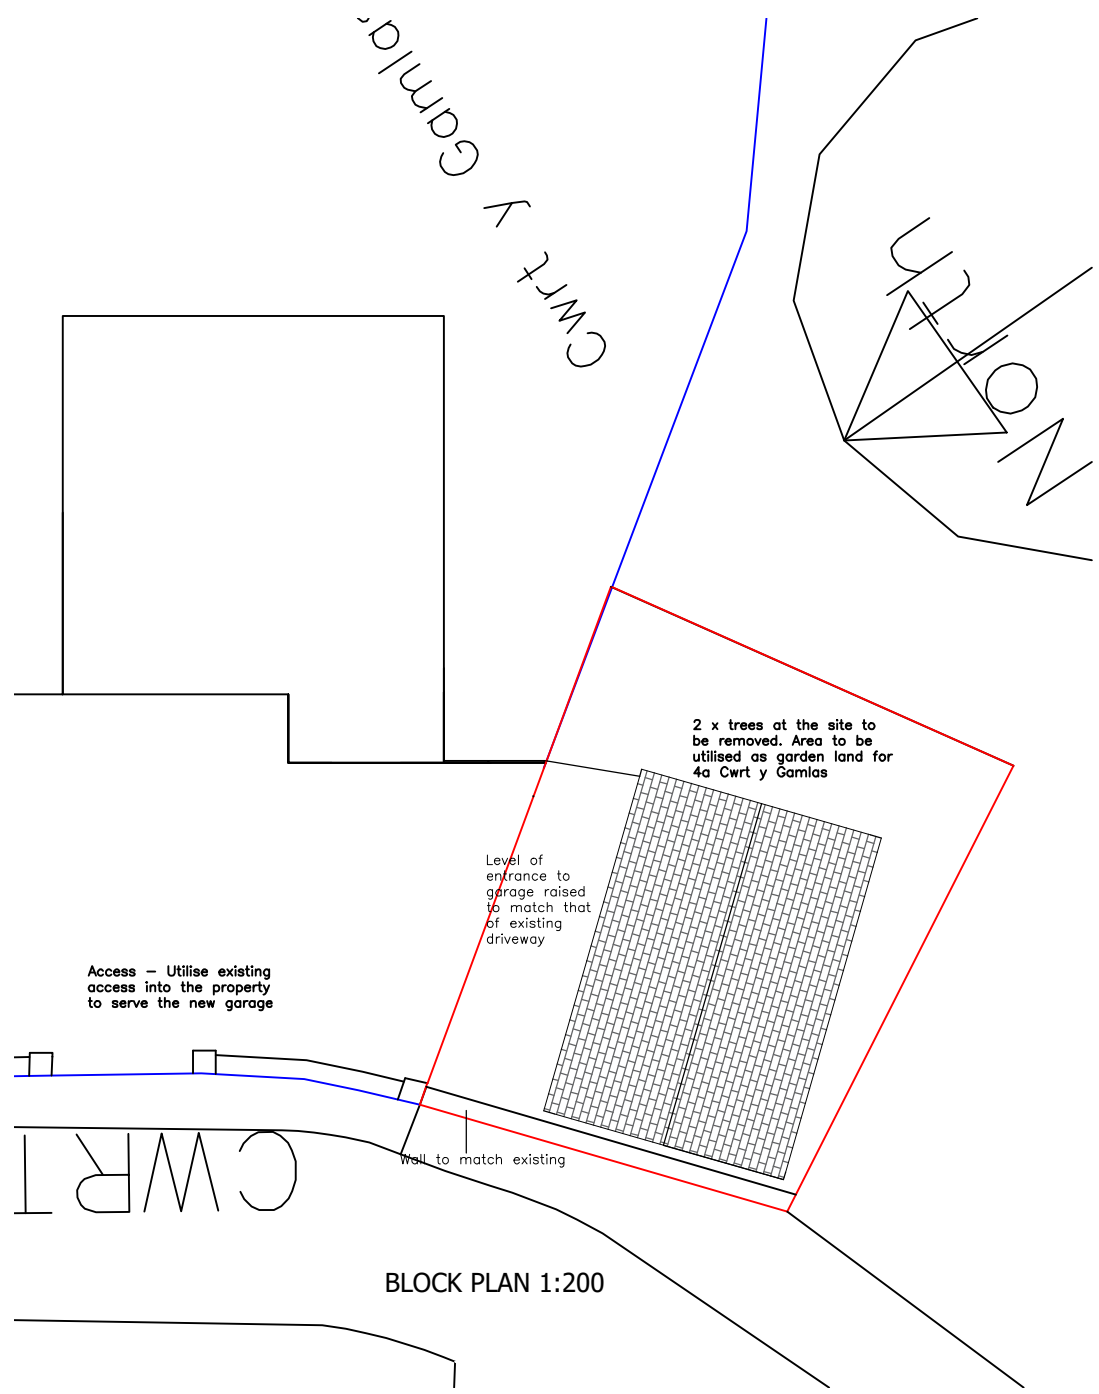 Cwrt y Gamlas
North
2 x trees at the site to
be removed. Area to be
utilised as garden land for
4a Cwrt y Gamlas
Level of
entrance to
garage raised
to match that
of existing
driveway
Access – Utilise existing
access into the property
to serve the new garage
Wall to match existing
CWRT
BLOCK PLAN 1:200